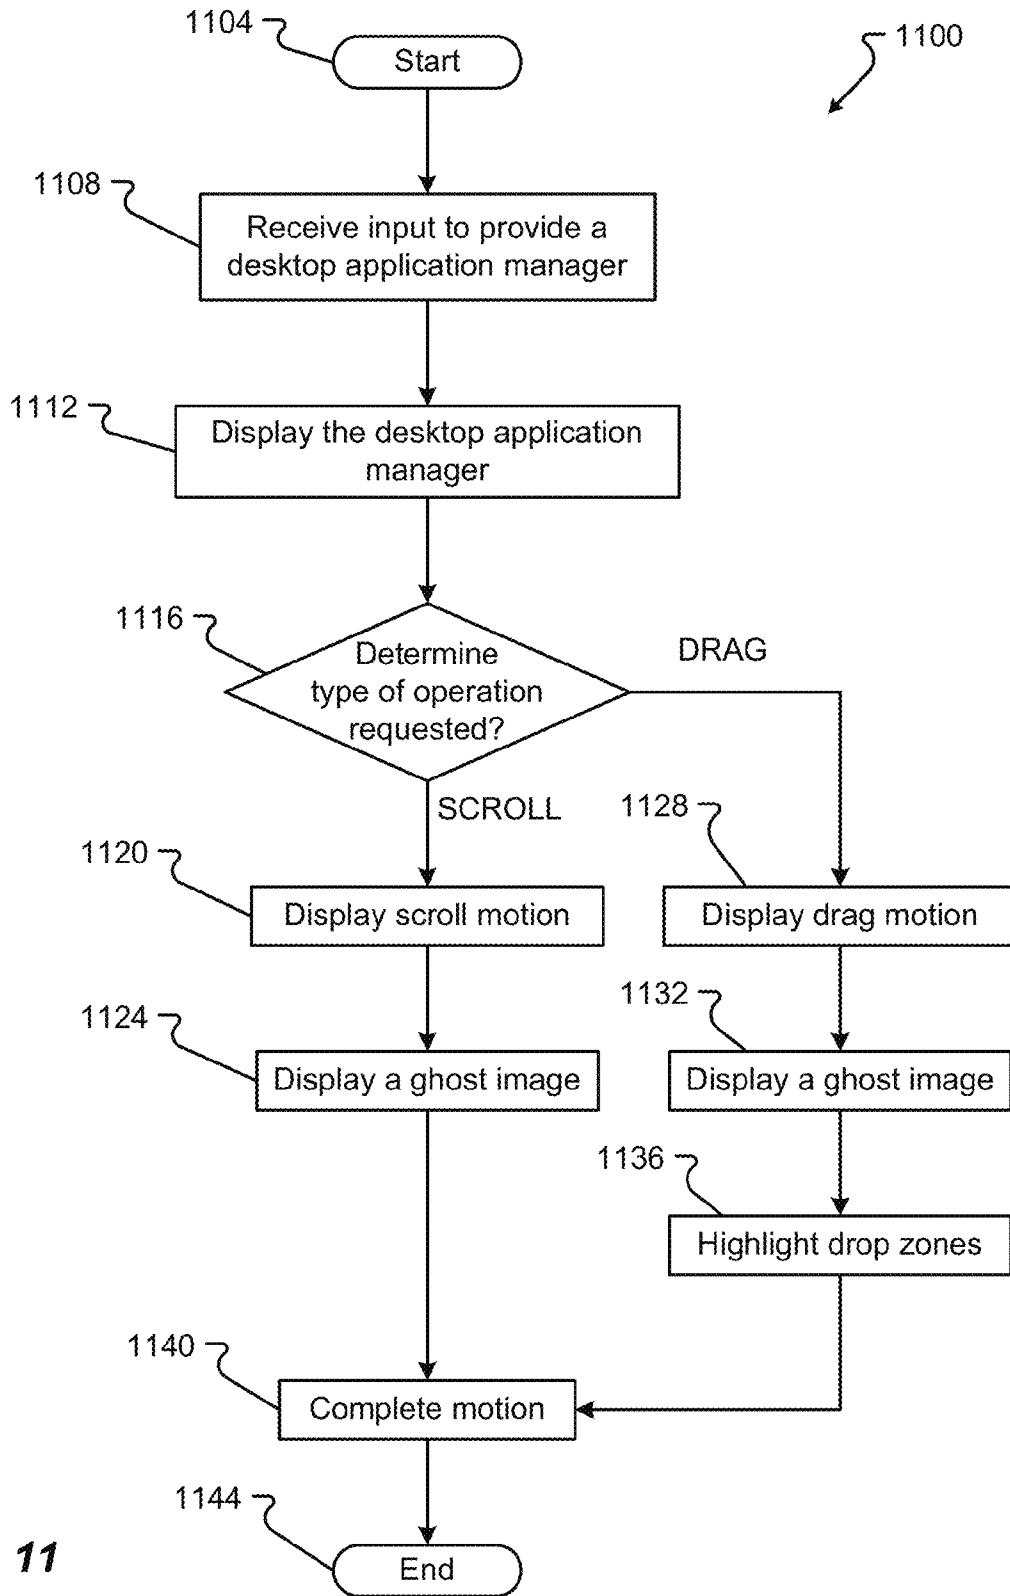 1104
Start
1100
1108
Receive input to provide a
desktop application manager
1112
Display the desktop application
manager
1116
Determine
type of operation
requested?
DRAG
SCROLL
1128
1120
Display scroll motion
Display drag motion
1132
1124
Display a ghost image
Display a ghost image
1136
Highlight drop zones
1140
Complete motion
1144
End
11